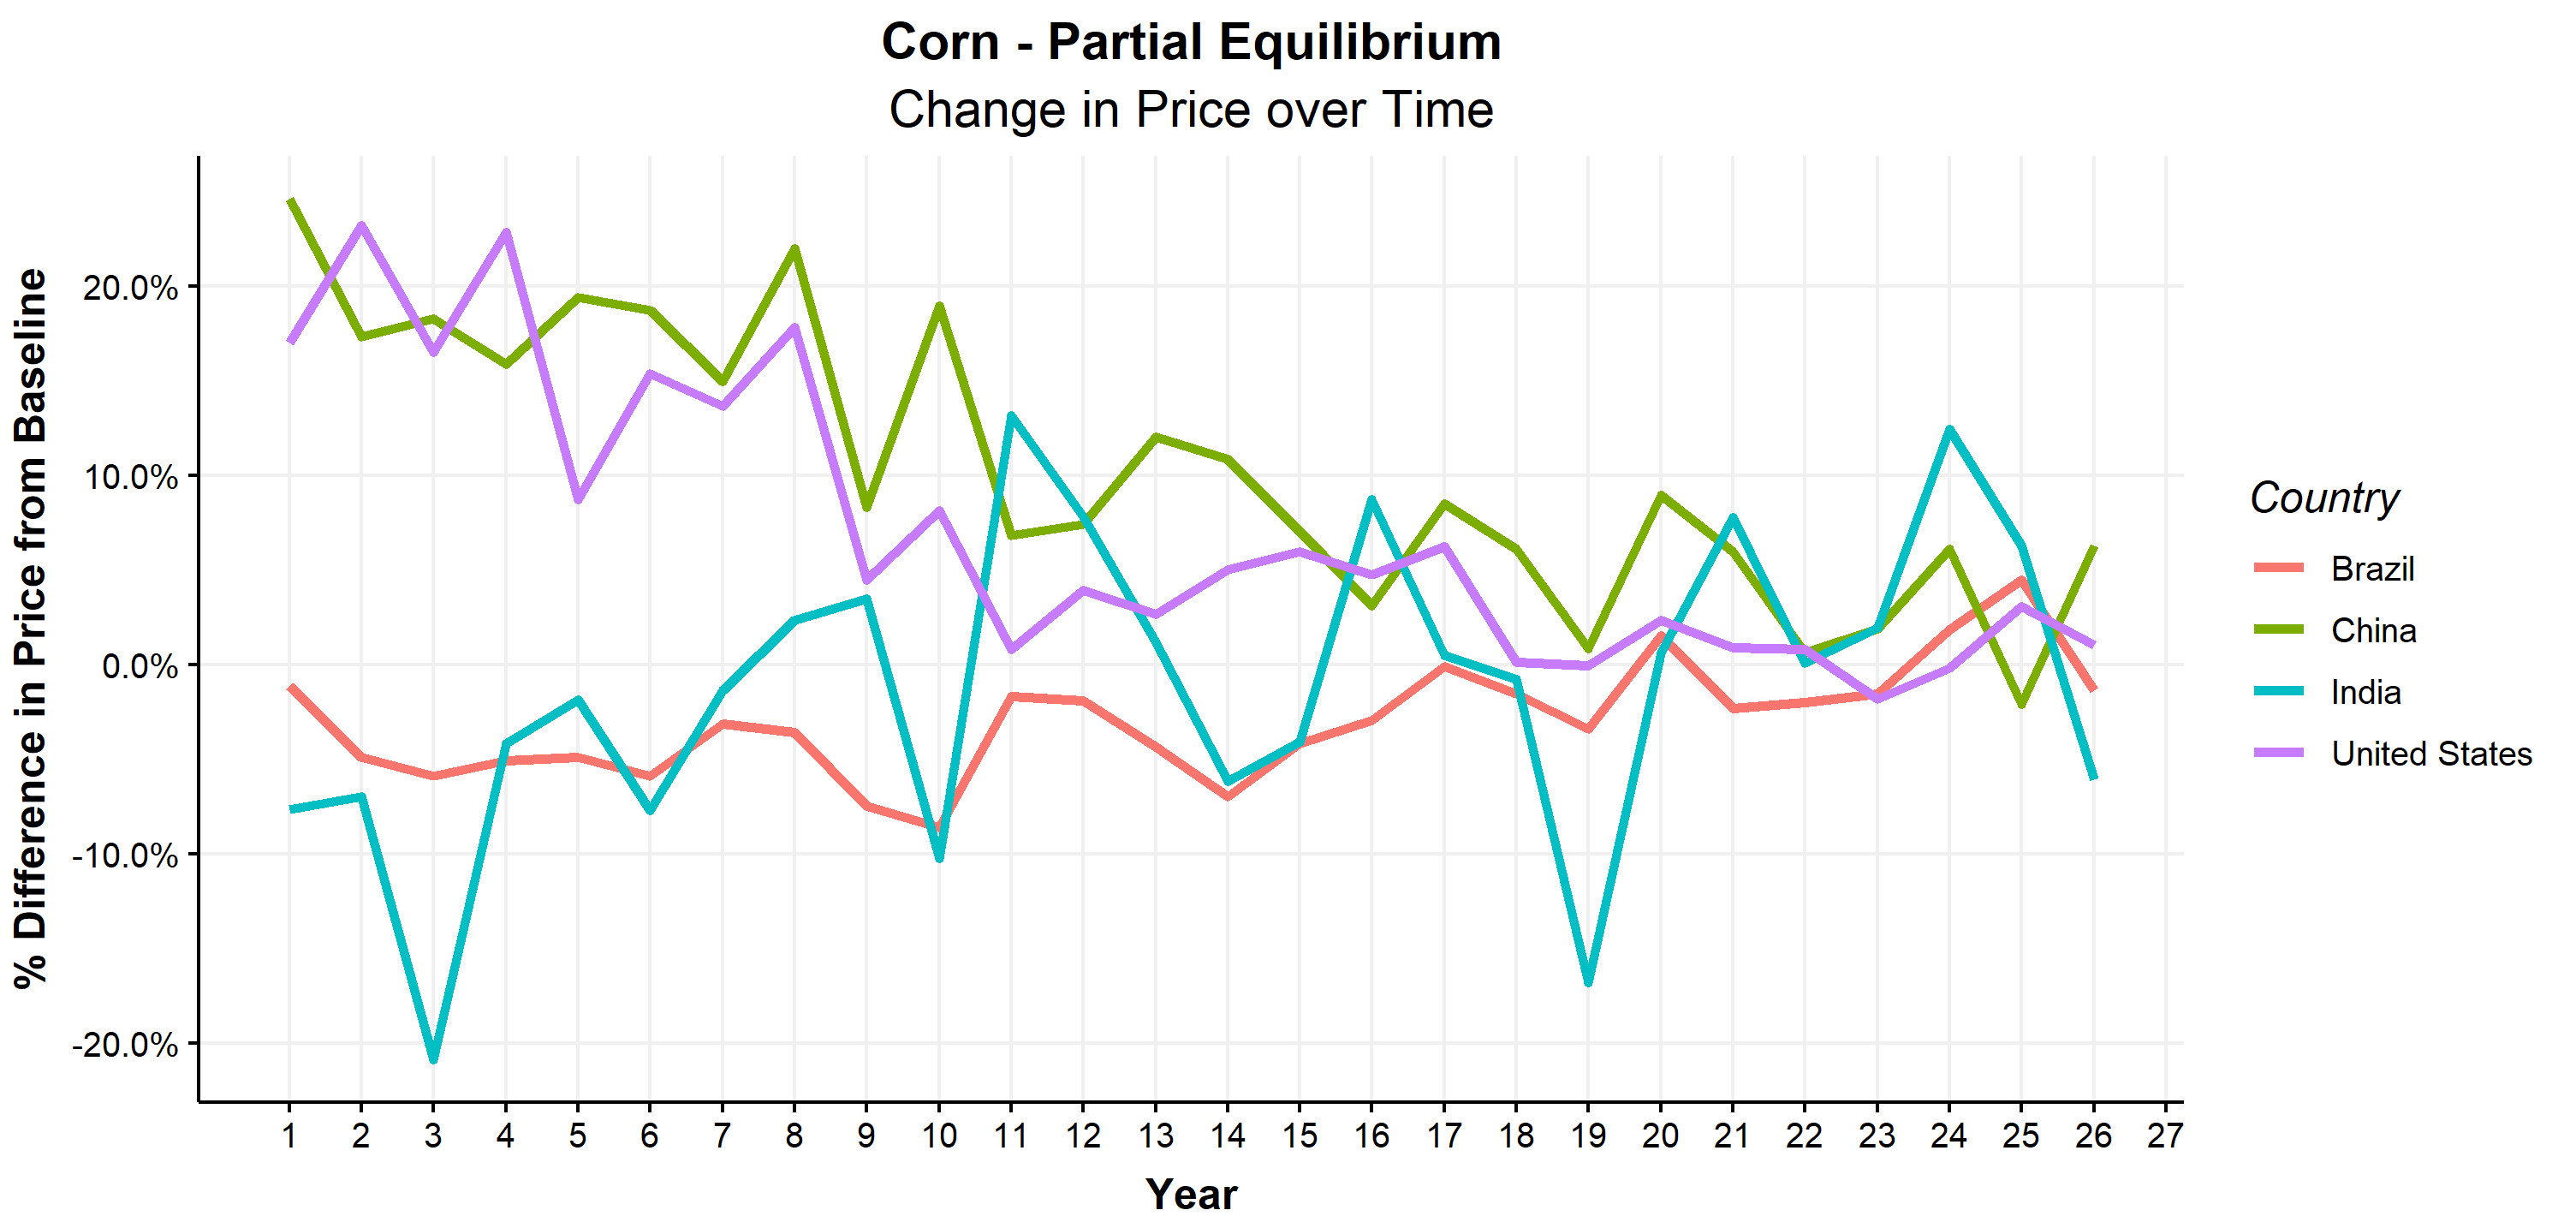 Corn - Partial Equilibrium
Change in Price over Time
% Difference in Price from Baseline
20.0%
10.0%
0.0%
-10.0%
-20.0%
1 2 3 4 5 6 7 8 9 10 11 12 13 14 15 16 17 18 19 20 21 22 23 24 25 26 27
Year
Country
Brazil
China
India
United States